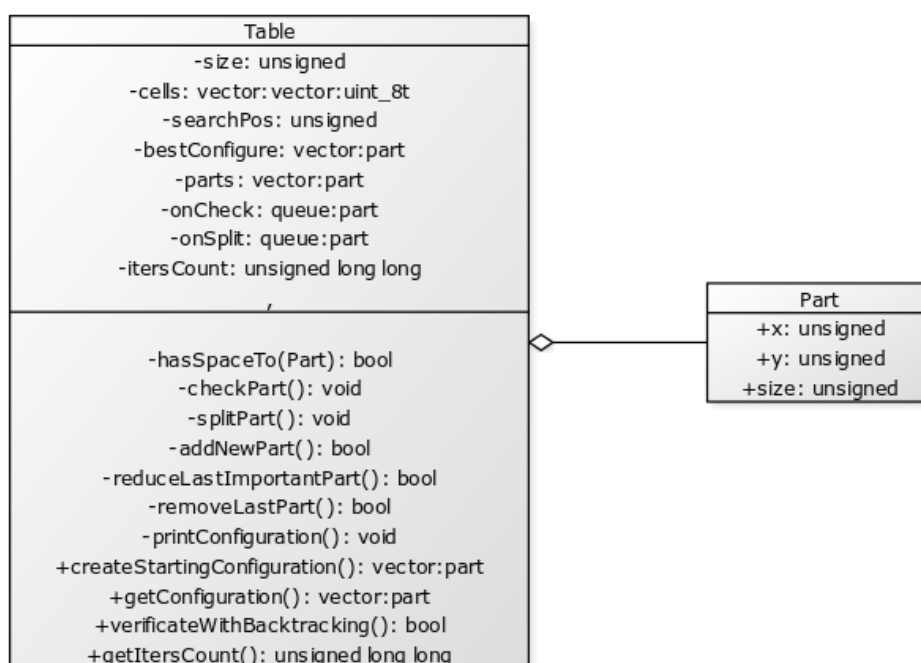 Table
-size: unsigned
-cells: vector:vector:uint_8t
-searchPos: unsigned
-bestConfigure: vector:part
-parts: vector:part
-onCheck: queue:part
-onSplit: queue:part
-itersCount: unsigned long long
,
-hasSpaceTo(Part): bool
-checkPart(): void
-splitPart(): void
-addNewPart(): bool
-reduceLastImportantPart(): bool
-removeLastPart(): bool
-printConfiguration(): void
+createStartingConfiguration(): vector:part
+getConfiguration(): vector:part
+verificateWithBacktracking(): bool
+getItersCount(): unsigned long long
Part
+x: unsigned
+y: unsigned
+size: unsigned